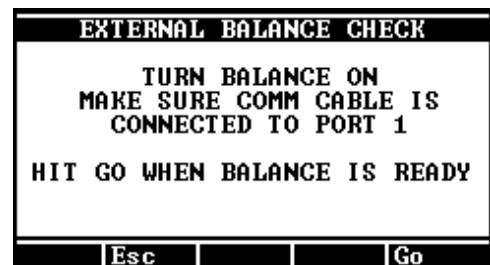 EXTERNAL BALANCE CHECK
TURN BALANCE ON
MAKE SURE COMM CABLE IS
CONNECTED TO PORT 1
HIT GO WHEN BALANCE IS READY
Esc Go